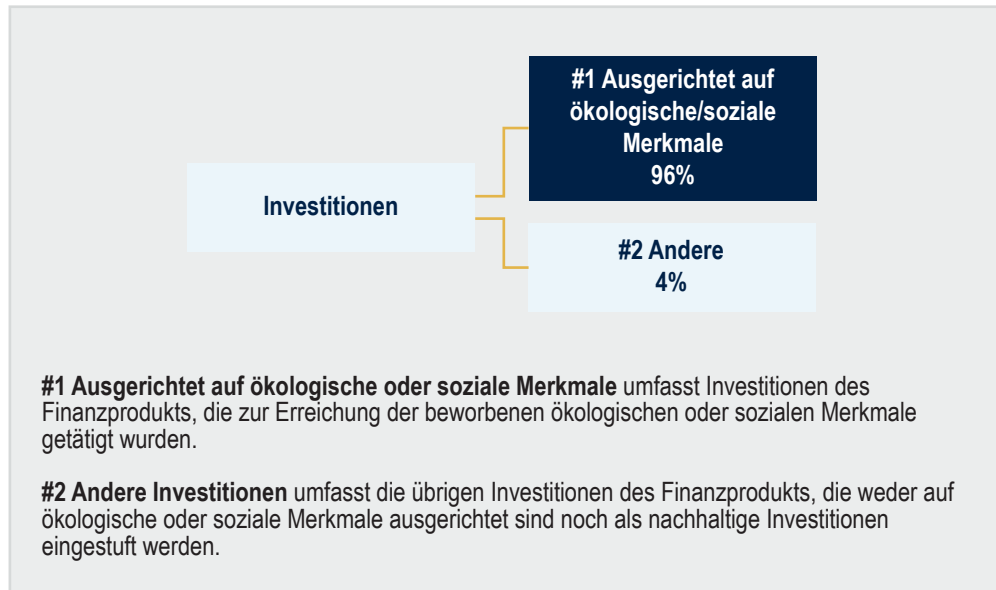 #1 Ausgerichtet auf
ökologische/soziale
Merkmale
96%
Investitionen
#2 Andere
4%
#1 Ausgerichtet auf ökologische oder soziale Merkmale umfasst Investitionen des
Finanzprodukts, die zur Erreichung der beworbenen ökologischen oder sozialen Merkmale
getätigt wurden.
#2 Andere Investitionen umfasst die übrigen Investitionen des Finanzprodukts, die weder auf
ökologische oder soziale Merkmale ausgerichtet sind noch als nachhaltige Investitionen
eingestuft werden.